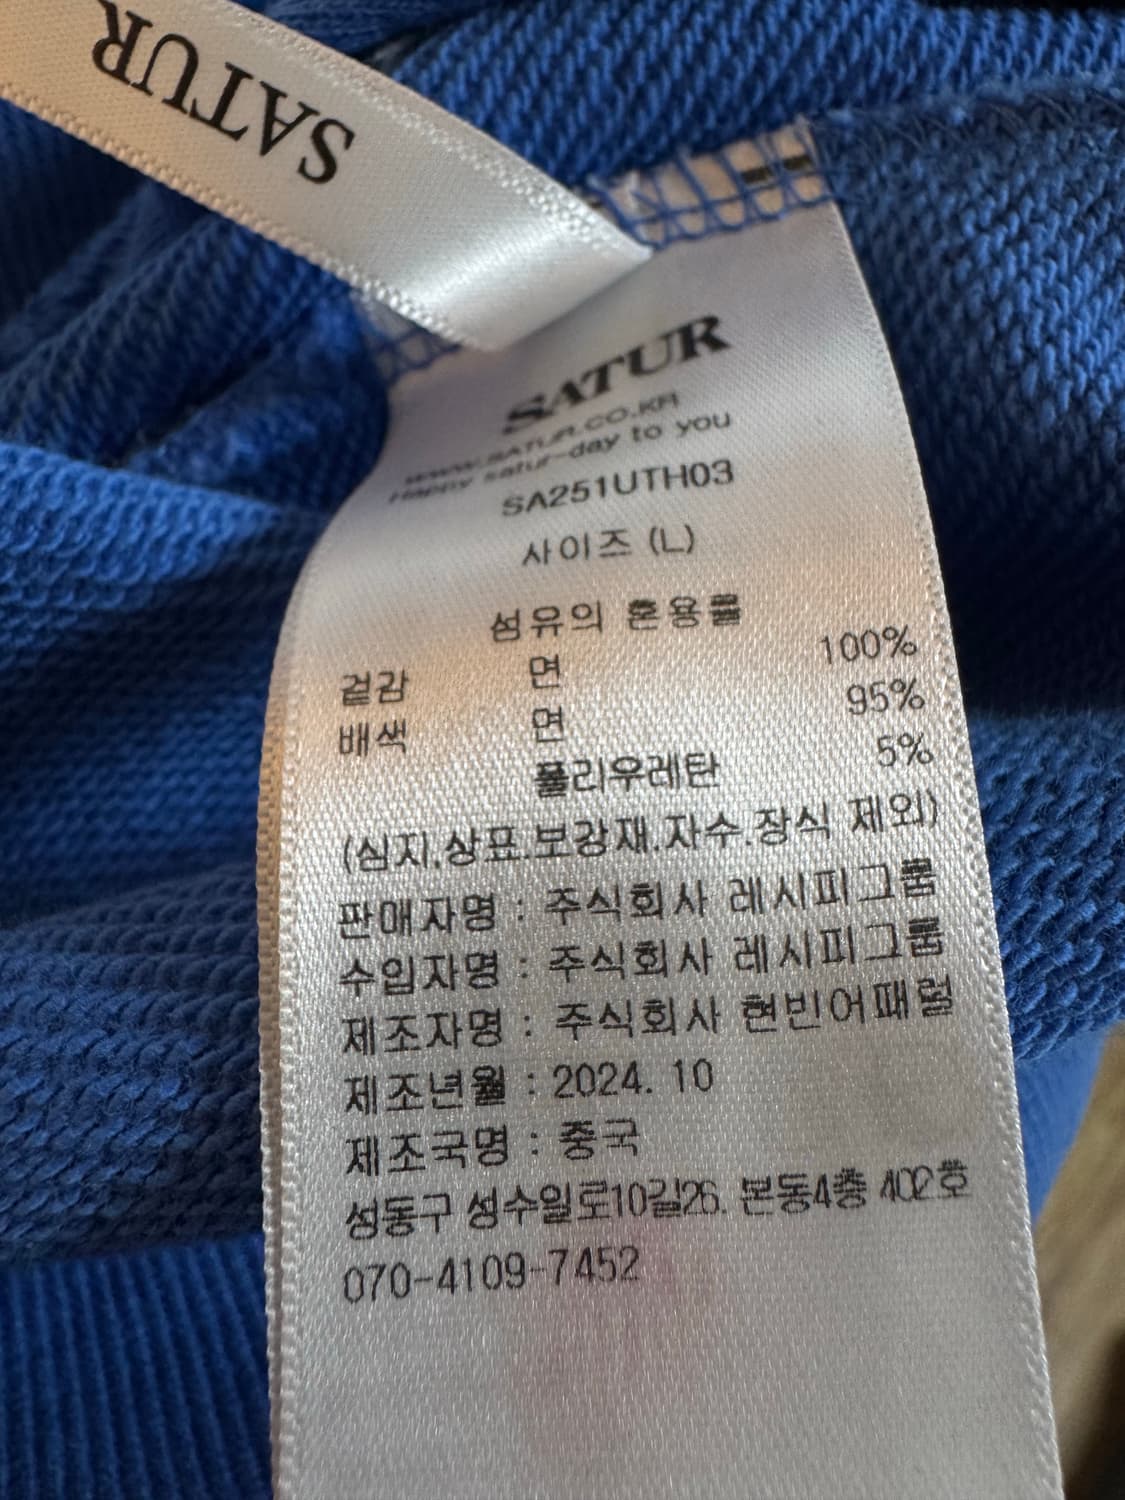 SATUR
SATUR
WWW.SATUR.CO.KR
Happy satur-day to you
SA251UTH03
사이즈 (L)
섬유의 혼용률
겉감 면 100%
배색 면 95%
폴리우레탄 5%
(심지.상표.보강재.자수.장식 제외)
판매자명 : 주식회사 레시피그룹
수입자명 : 주식회사 레시피그룹
제조자명 : 주식회사 현빈어패럴
제조년월 : 2024. 10
제조국명 : 중국
성동구 성수일로10길26. 본동4층 402호
070-4109-7452